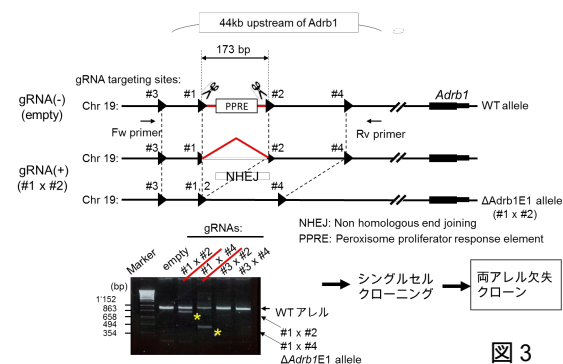 44kb upstream of Adrb1
173 bp
gRNA targeting sites:
#3 #1 #2 #4 Adrb1
gRNA(-)
(empty)
Chr 19:
PPRE
WT allele
Fw primer
Rv primer
#3 #1 #2 #4
gRNA(+)
(#1 x #2)
Chr 19:
NHEJ
#3 #1 2 #4
Chr 19:
ΔAdrb1E1 allele
(#1 x #2)
NHEJ: Non homologous end joining
PPRE: Peroxisome proliferator response element
gRNAs:
Marker
empty
#1 x #2
#1 x #4
#3 x #2
#3 x #4
(bp)
1'152
863
658
494
354
*
*
WT アレル
#1 x #2
#1 x #4
ΔAdrb1E1 allele
シングルセル
クローニング
両アレル欠失
クローン
図 3